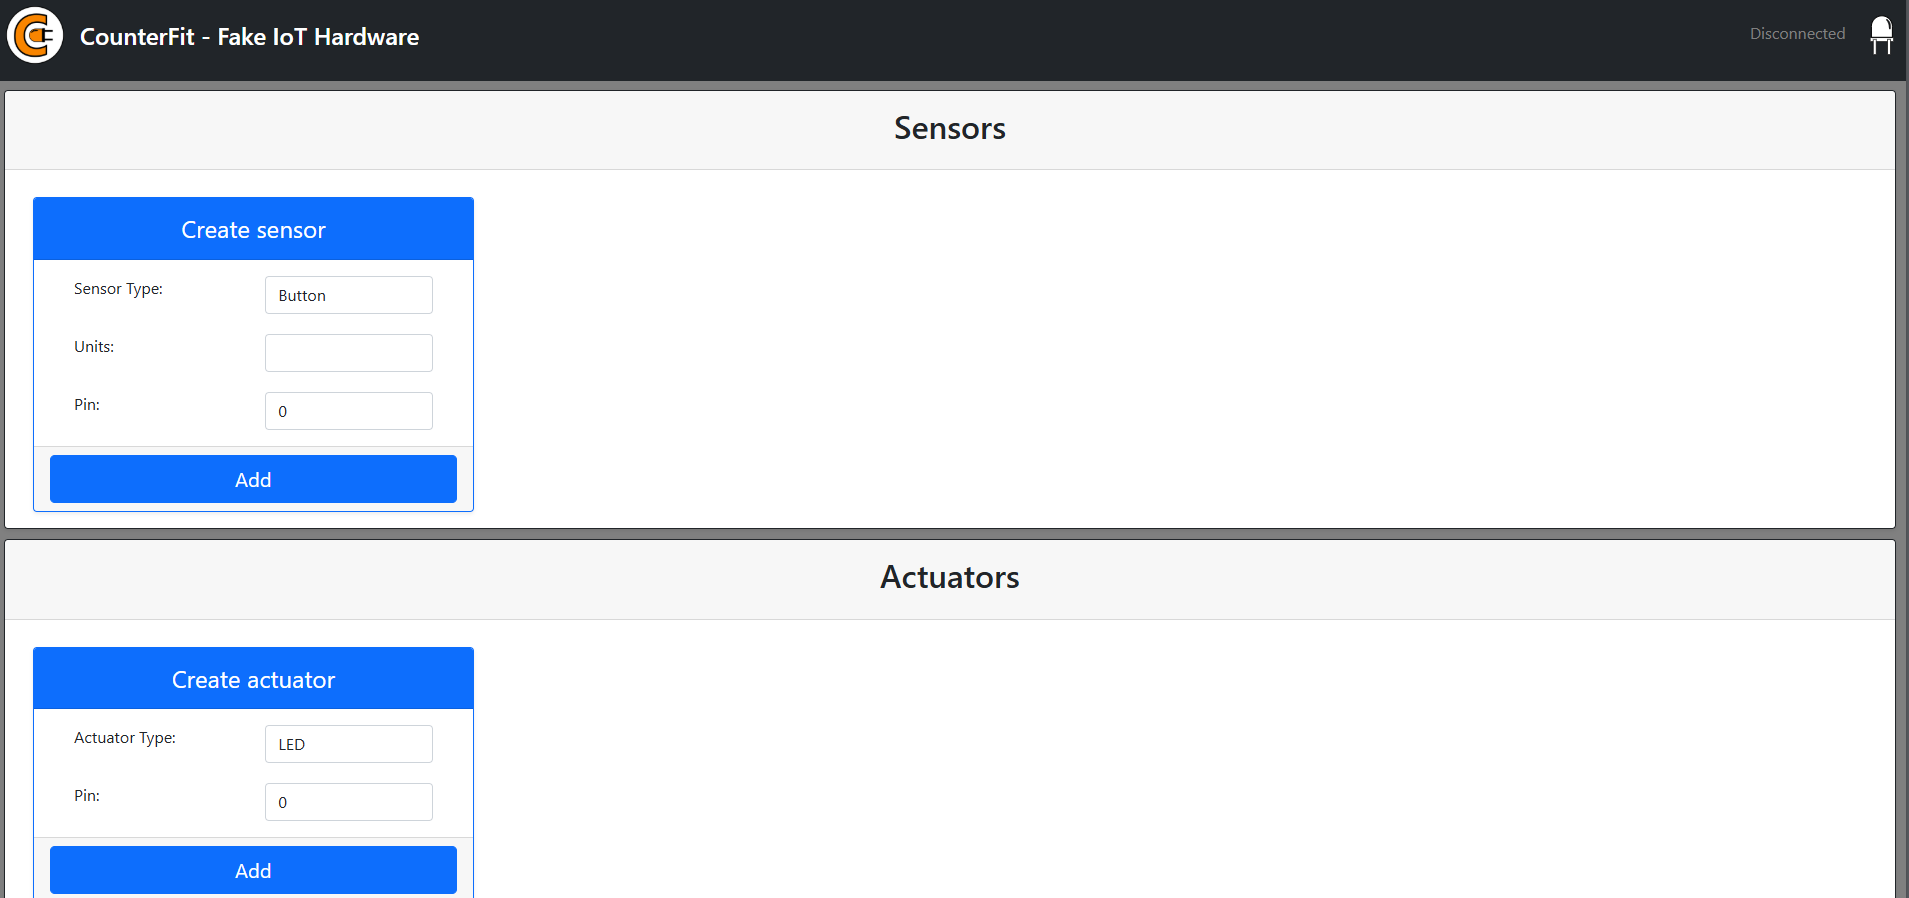 CounterFit - Fake IoT Hardware
Disconnected
Sensors
Create sensor
Sensor Type:
Button
Units:
Pin:
0
Add
Actuators
Create actuator
Actuator Type:
LED
Pin:
0
Add